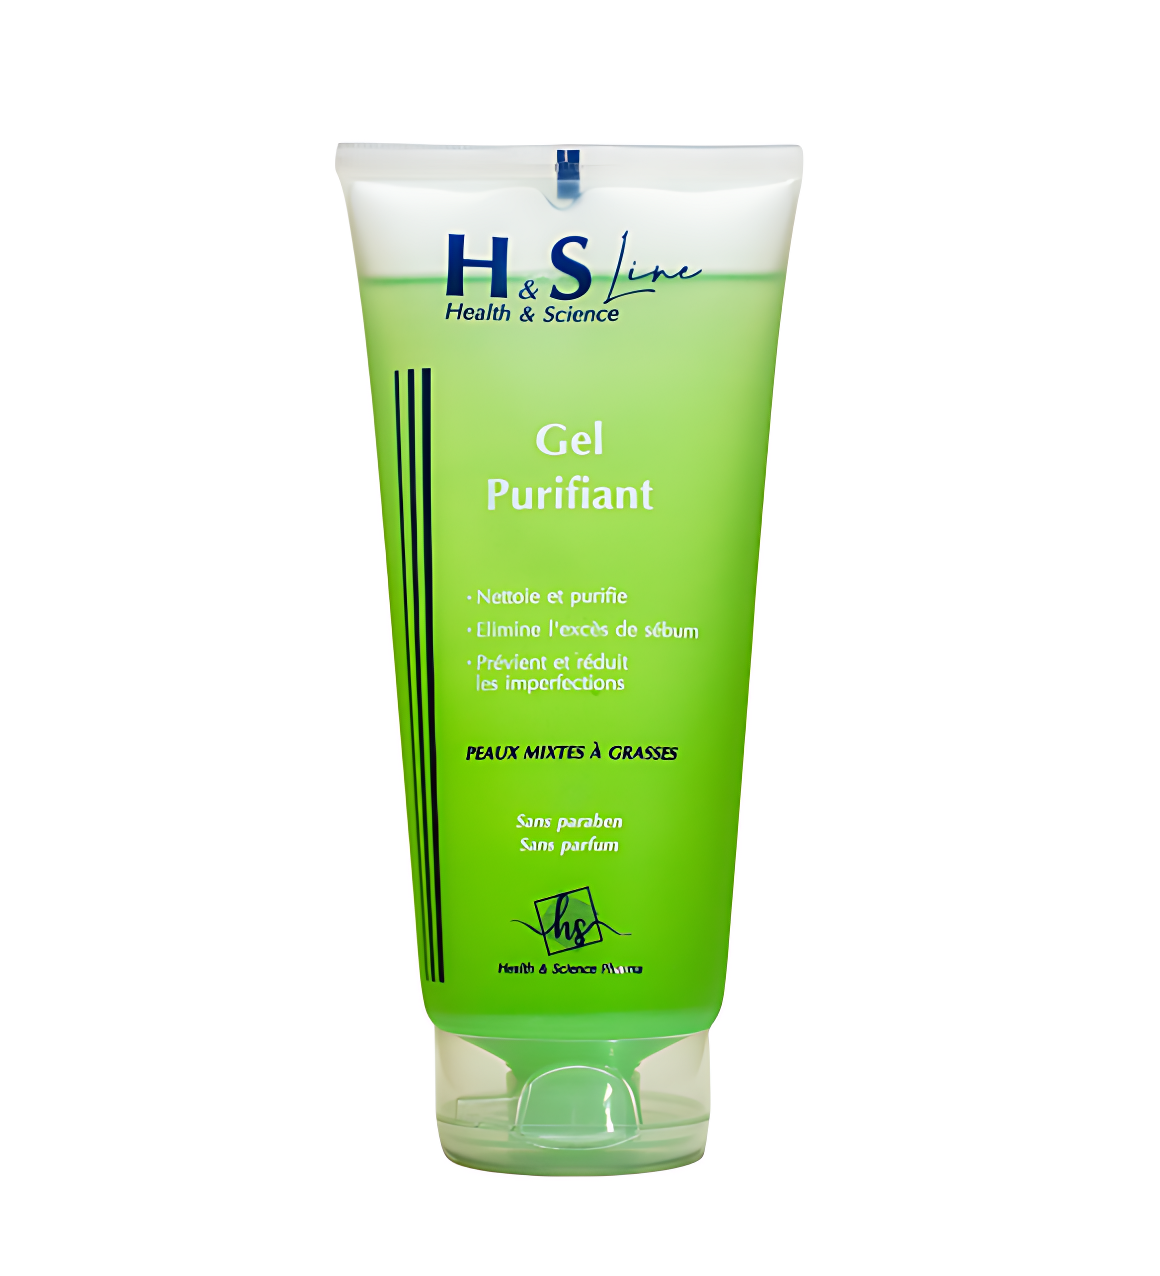 H & S Line
Health & Science
Gel
Purifiant
· Nettoie et purifie
· Elimine l'excès de sébum
· Prévient et réduit
les imperfections
PEAUX MIXTES À GRASSES
Sans paraben
Sans parfum
hs
Health & Science Pharma